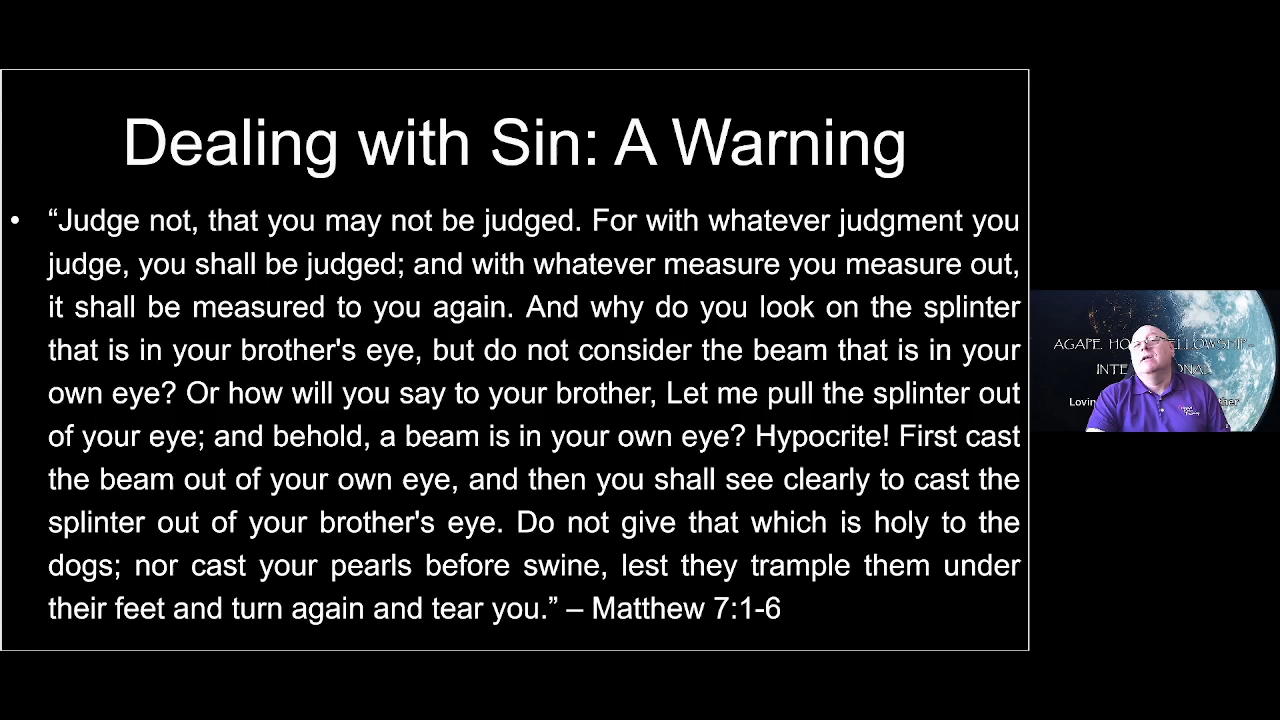 Dealing with Sin: A Warning
• “Judge not, that you may not be judged. For with whatever judgment you
judge, you shall be judged; and with whatever measure you measure out,
it shall be measured to you again. And why do you look on the splinter
that is in your brother's eye, but do not consider the beam that is in your
own eye? Or how will you say to your brother, Let me pull the splinter out
of your eye; and behold, a beam is in your own eye? Hypocrite! First cast
the beam out of your own eye, and then you shall see clearly to cast the
splinter out of your brother's eye. Do not give that which is holy to the
dogs; nor cast your pearls before swine, lest they trample them under
their feet and turn again and tear you.” – Matthew 7:1-6
AGAPE